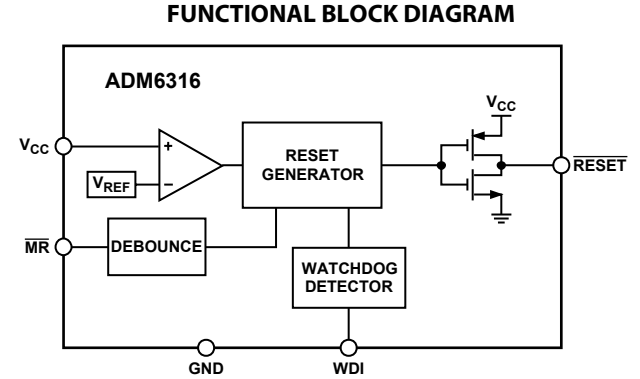 FUNCTIONAL BLOCK DIAGRAM
ADM6316
VCC
VCC
+
RESET
GENERATOR
RESET
VREF
–
MR
DEBOUNCE
WATCHDOG
DETECTOR
GND
WDI